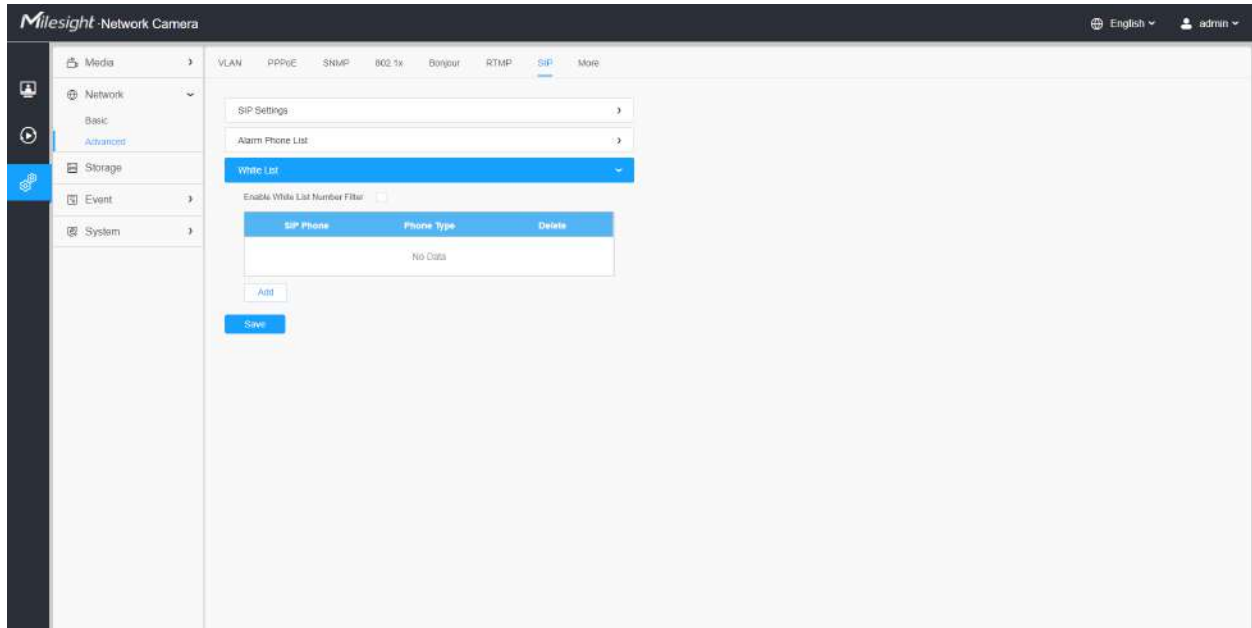 Milesight Network Camera
English
admin
Media
VLAN PPPoE SNMP 802.1x Bonjour RTMP SIP More
Network
Basic
Advanced
Storage
Event
System
SIP Settings
Alarm Phone List
White List
Enable White List Number Filter
SIP Phone Phone Type Delete
No Data
Add
Save